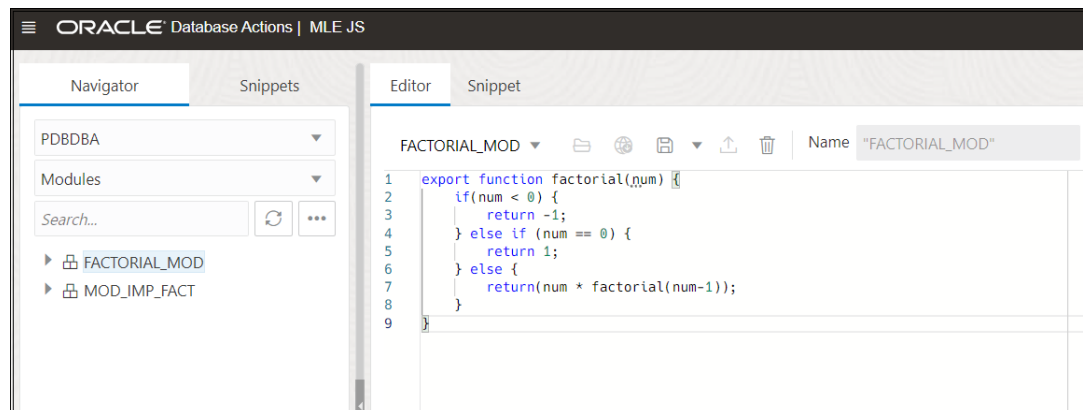 ORACLE Database Actions | MLE JS
Navigator
Snippets
PDBDBA
Modules
Search...
FACTORIAL_MOD
MOD_IMP_FACT
Editor
Snippet
FACTORIAL_MOD
Name "FACTORIAL_MOD"
1 export function factorial(num) {
2 if(num < 0) {
3 return -1;
4 } else if (num == 0) {
5 return 1;
6 } else {
7 return(num * factorial(num-1));
8 }
9 }